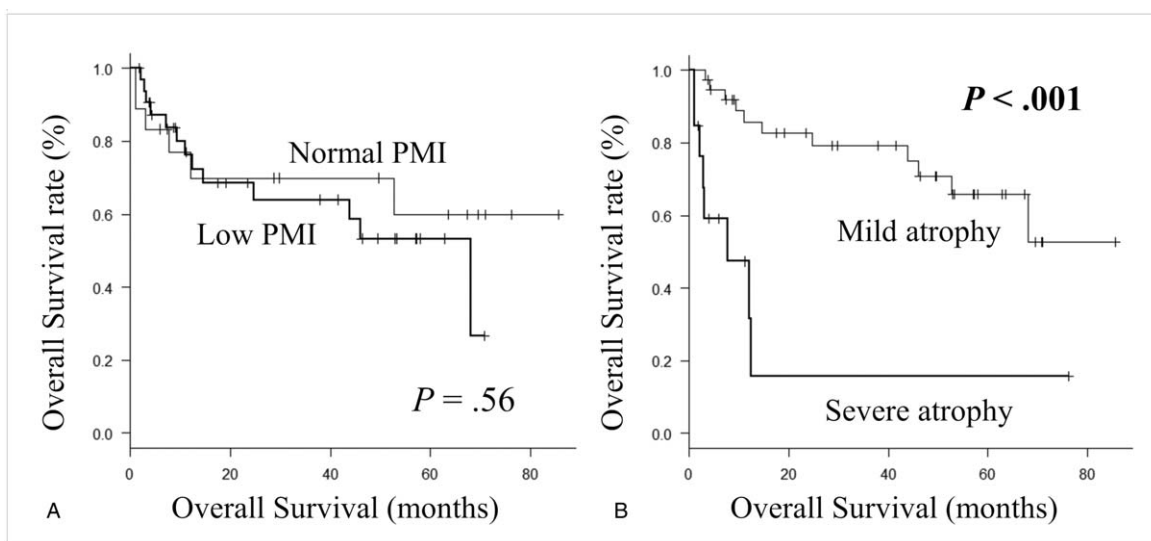 Overall Survival rate (%)
1.0
0.8
0.6
0.4
0.2
0.0
Normal PMI
Low PMI
P = .56
0 20 40 60 80
A Overall Survival (months)
Overall Survival rate (%)
1.0
0.8
0.6
0.4
0.2
0.0
P < .001
Mild atrophy
Severe atrophy
0 20 40 60 80
B Overall Survival (months)